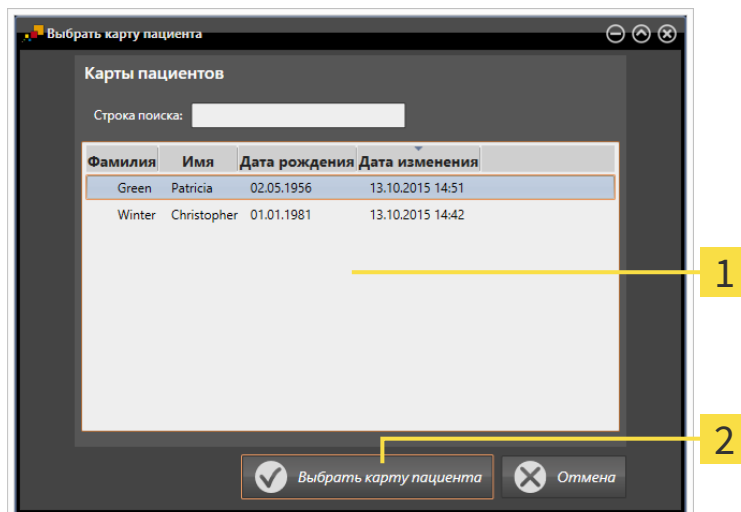 Выбрать карту пациента
Карты пациентов
Строка поиска:
Фамилия Имя Дата рождения Дата изменения
Green Patricia 02.05.1956 13.10.2015 14:51
Winter Christopher 01.01.1981 13.10.2015 14:42
1
2
Выбрать карту пациента Отмена